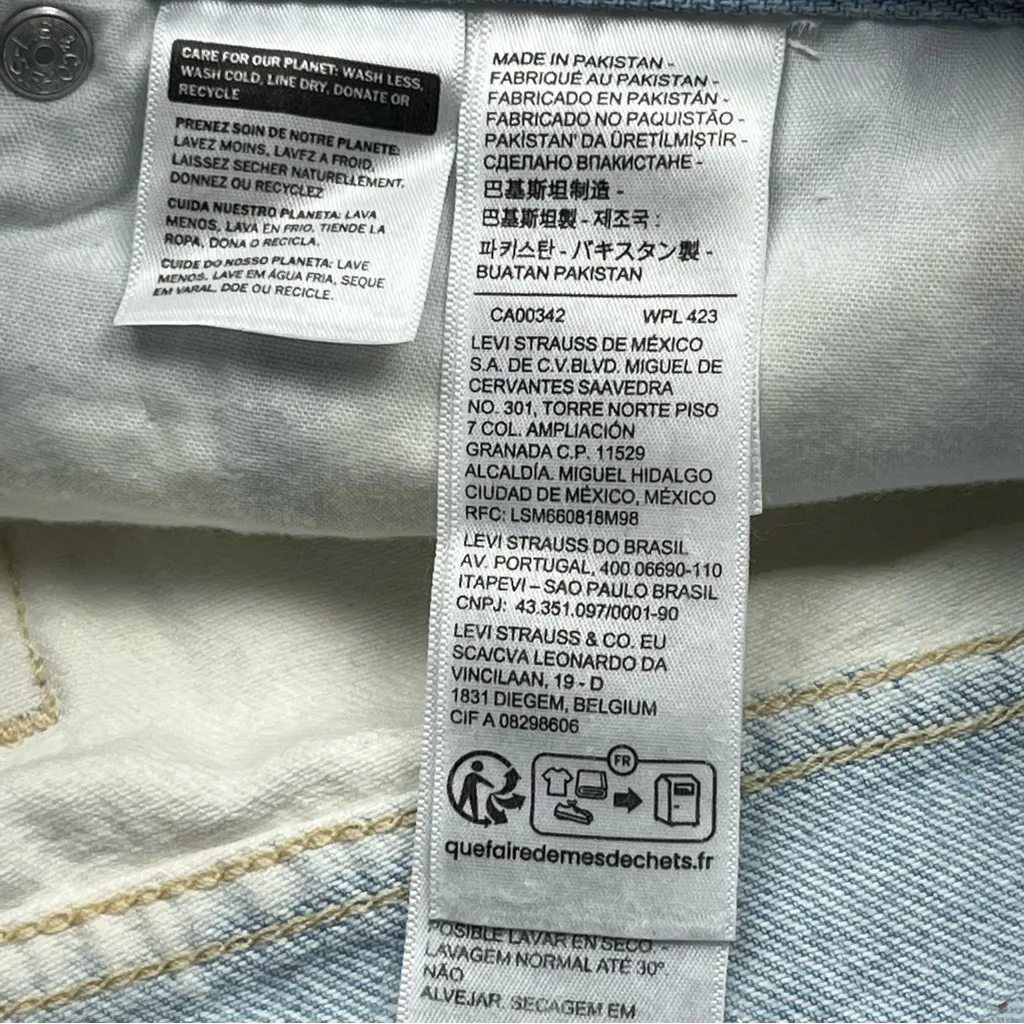 CARE FOR OUR PLANET: WASH LESS,
WASH COLD, LINE DRY, DONATE OR
RECYCLE
PRENEZ SOIN DE NOTRE PLANETE:
LAVEZ MOINS, LAVEZ A FROID,
LAISSEZ SECHER NATURELLEMENT,
DONNEZ OU RECYCLEZ
CUIDA NUESTRO PLANETA: LAVA
MENOS, LAVA EN FRIO, TIENDE LA
ROPA, DONA O RECICLA.
CUIDE DO NOSSO PLANETA: LAVE
MENOS. LAVE EM ÁGUA FRIA, SEQUE
EM VARAL, DOE OU RECICLE.
MADE IN PAKISTAN -
FABRIQUÉ AU PAKISTAN -
FABRICADO EN PAKISTÁN -
FABRICADO NO PAQUISTÃO -
PAKİSTAN' DA ÜRETİLMİŞTİR -
СДЕЛАНО ВПАКИСТАНЕ -
巴基斯坦制造 -
巴基斯坦製 - 제조국 :
파키스탄 - パキスタン製 -
BUATAN PAKISTAN
CA00342 WPL 423
LEVI STRAUSS DE MÉXICO
S.A. DE C.V.BLVD. MIGUEL DE
CERVANTES SAAVEDRA
NO. 301, TORRE NORTE PISO
7 COL. AMPLIACIÓN
GRANADA C.P. 11529
ALCALDÍA. MIGUEL HIDALGO
CIUDAD DE MÉXICO, MÉXICO
RFC: LSM660818M98
LEVI STRAUSS DO BRASIL
AV. PORTUGAL, 400 06690-110
ITAPEVI – SAO PAULO BRASIL
CNPJ: 43.351.097/0001-90
LEVI STRAUSS & CO. EU
SCA/CVA LEONARDO DA
VINCILAAN, 19 - D
1831 DIEGEM, BELGIUM
CIF A 08298606
FR
quefairedemesdechets.fr
POSIBLE LAVAR EN SECO -
LAVAGEM NORMAL ATÉ 30°
NÃO
ALVEJAR. SECAGEM EM